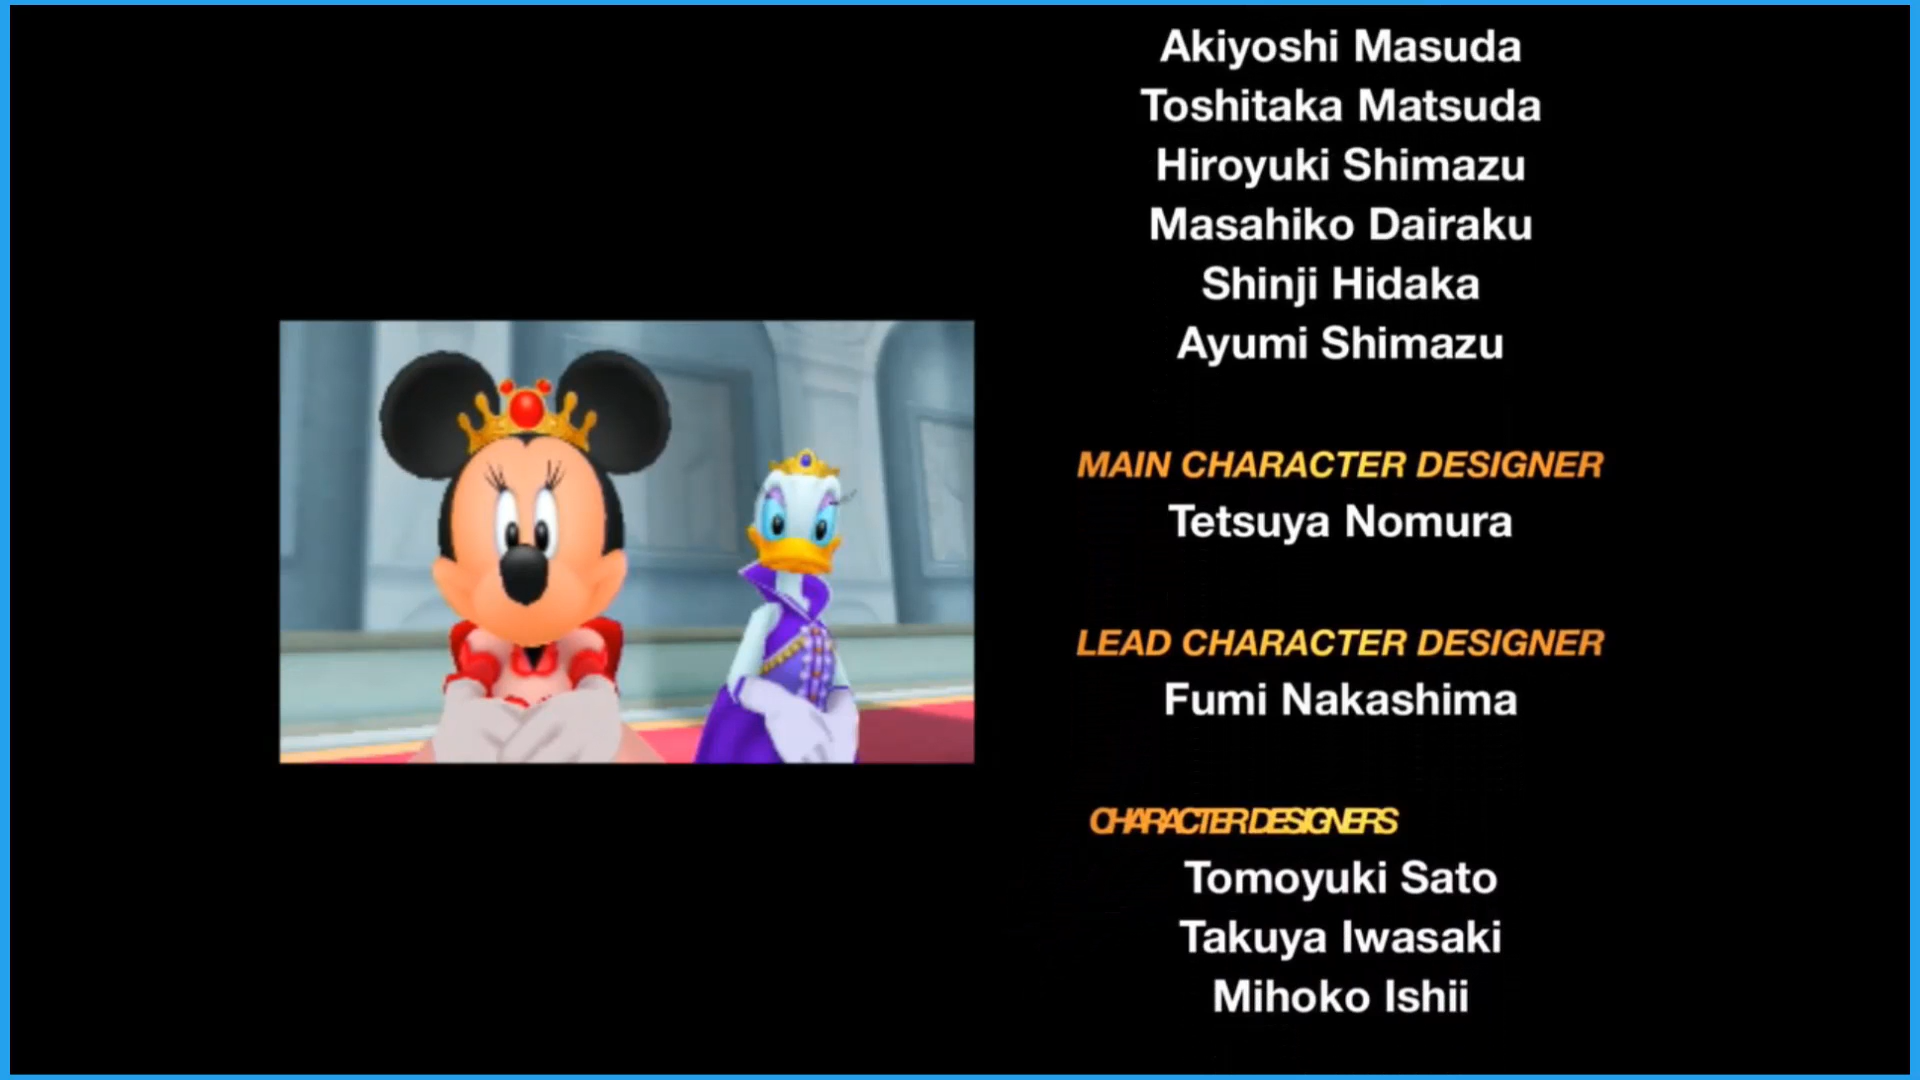 Akiyoshi Masuda
Toshitaka Matsuda
Hiroyuki Shimazu
Masahiko Dairaku
Shinji Hidaka
Ayumi Shimazu
MAIN CHARACTER DESIGNER
Tetsuya Nomura
LEAD CHARACTER DESIGNER
Fumi Nakashima
CHARACTER DESIGNERS
Tomoyuki Sato
Takuya Iwasaki
Mihoko Ishii